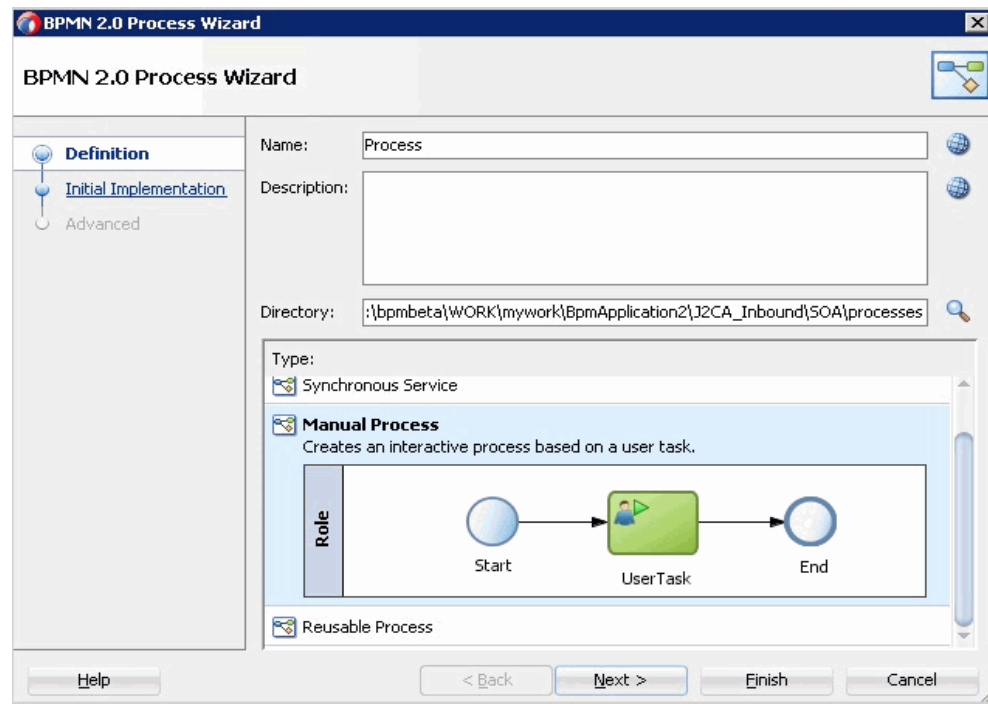 BPMN 2.0 Process Wizard
BPMN 2.0 Process Wizard
Definition
Initial Implementation
Advanced
Name: Process
Description:
Directory: :\bpmbeta\WORK\mywork\BpmApplication2\J2CA_Inbound\SOA\processes
Type:
Synchronous Service
Manual Process
Creates an interactive process based on a user task.
Role
Start
UserTask
End
Reusable Process
Help
< Back
Next >
Finish
Cancel